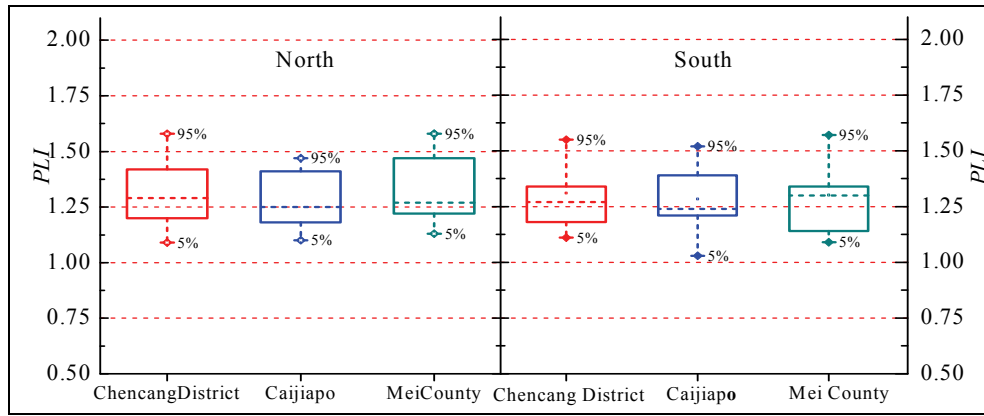 2.00
2.00
North
South
1.75
1.75
95%
95%
95%
95%
95%
95%
1.50
1.50
PLI
PLI
1.25
1.25
5%
5%
5%
5%
5%
5%
1.00
1.00
0.75
0.75
0.50
0.50
ChencangDistrict
Caijiapo
MeiCounty
Chencang District
Caijiapo
Mei County